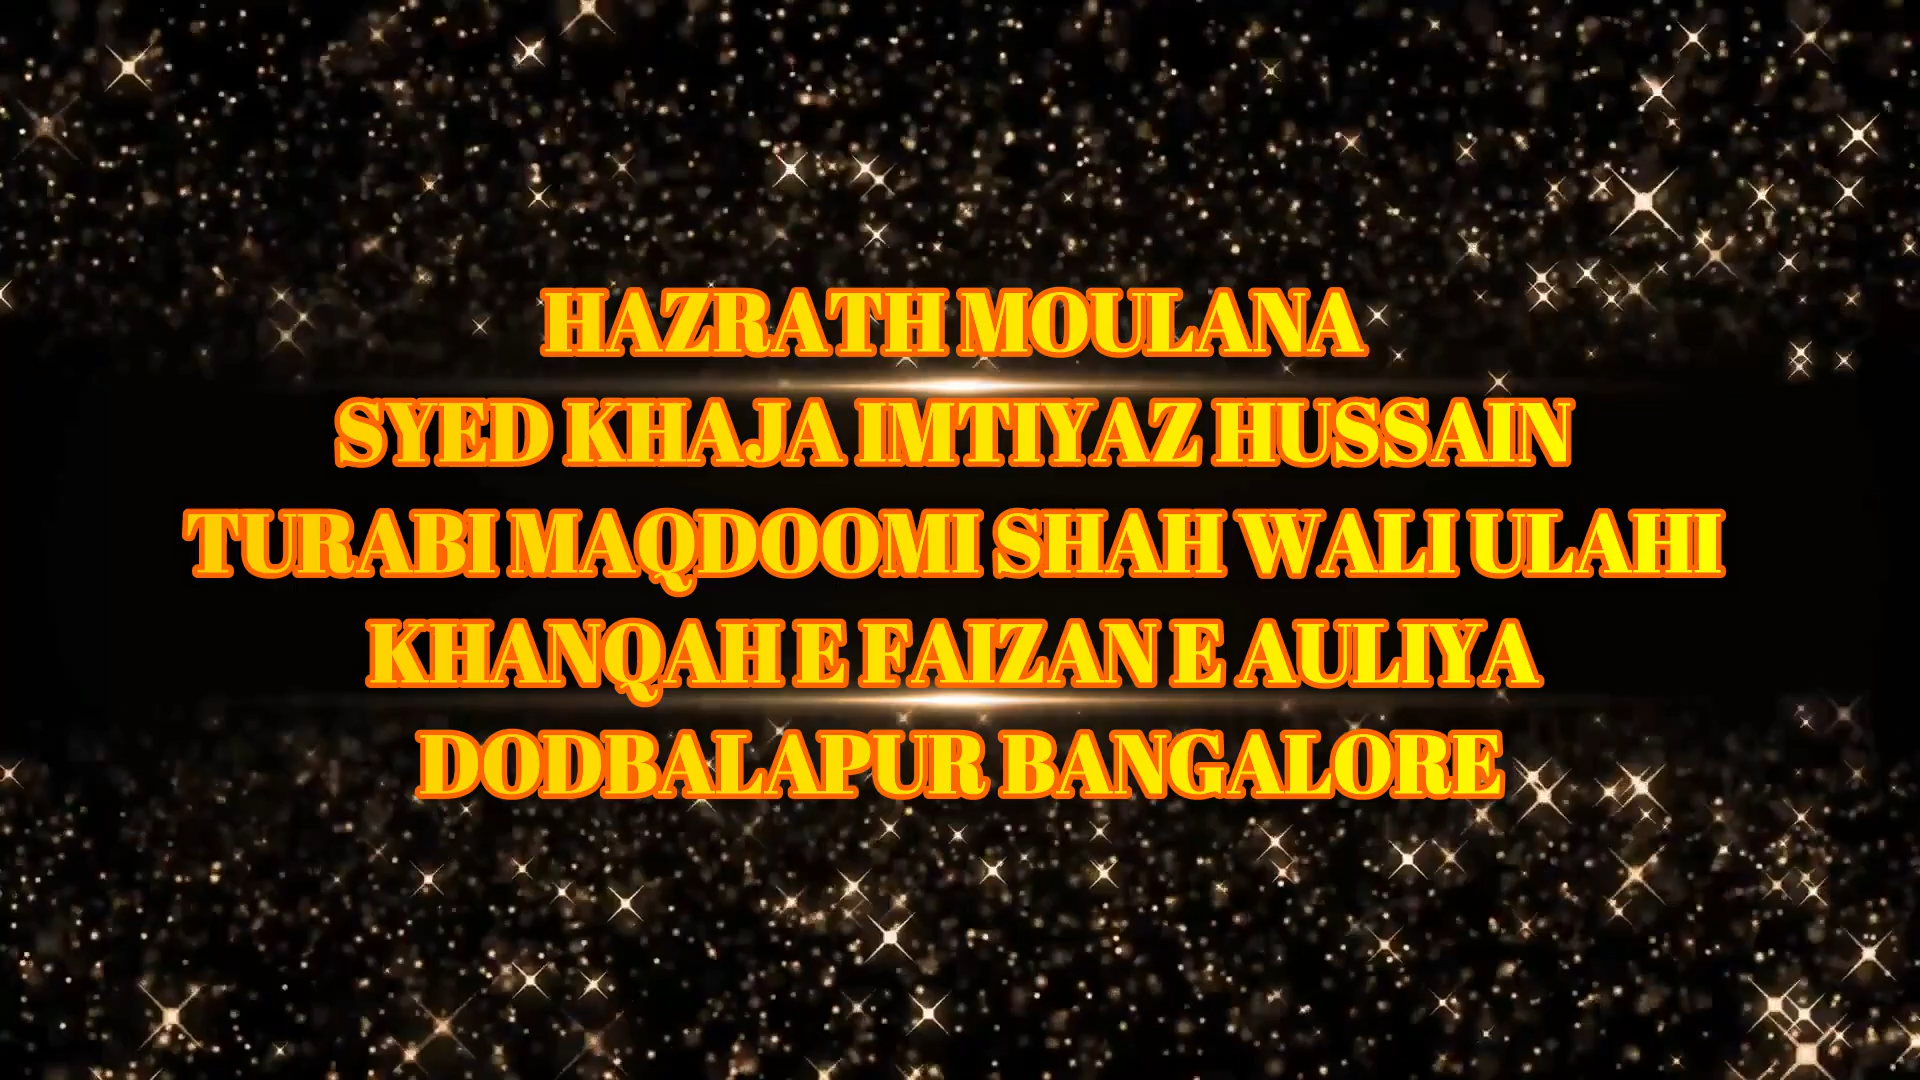 HAZRATH MOULANA
SYED KHAJA IMTIYAZ HUSSAIN
TURABI MAQDOOMI SHAH WALI ULAHI
KHANQAH E FAIZAN E AULIYA
DODBALAPUR BANGALORE